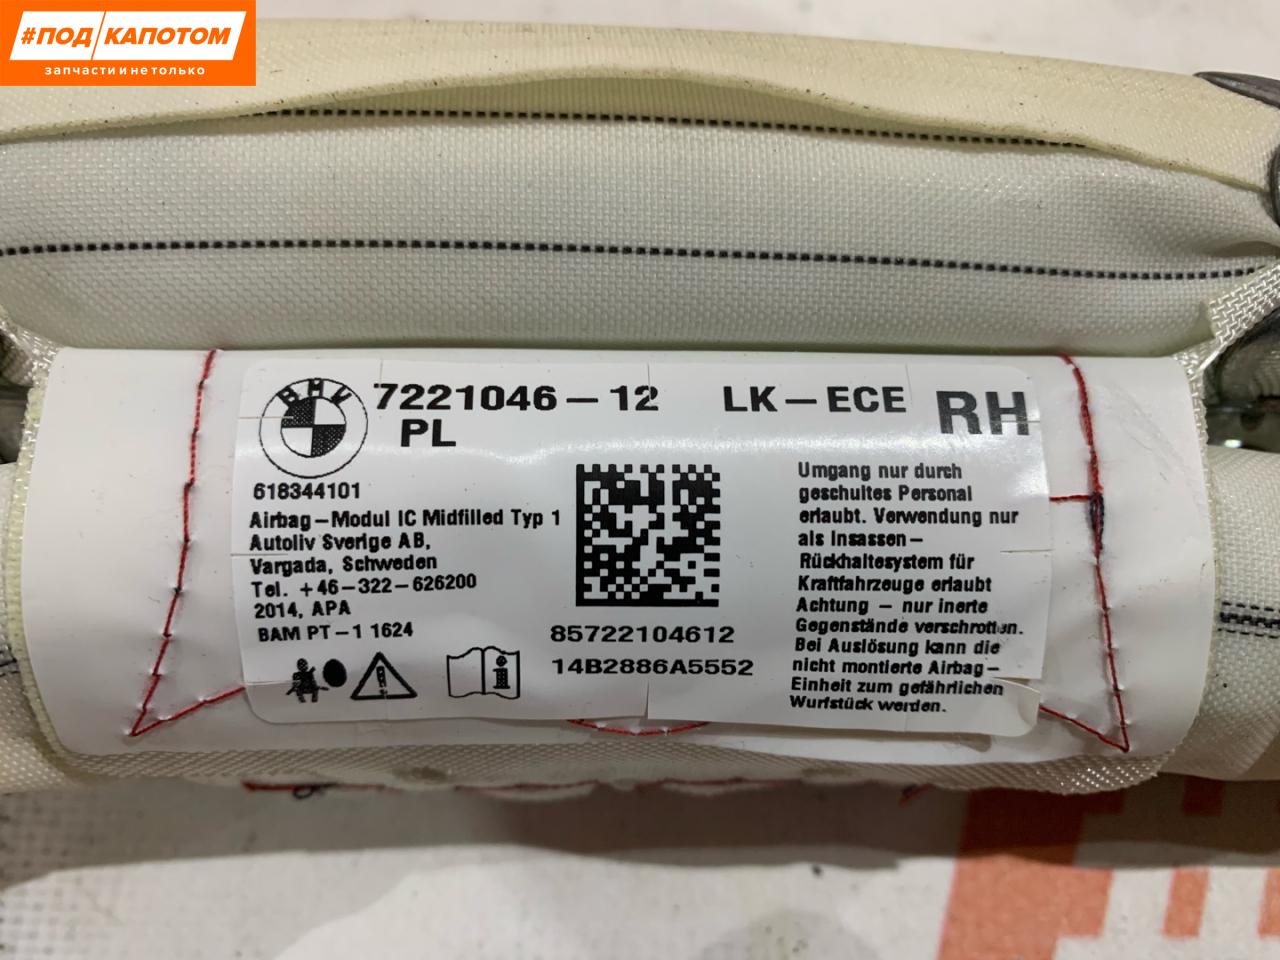 #ПОД КАПОТОМ
запчасти и не только
BMW
7221046-12 LK-ECE RH
PL
618344101
Airbag-Modul IC Midfilled Typ 1
Autoliv Sverige AB,
Vargada, Schweden
Tel. +46-322-626200
2014, APA
BAM PT-1 1624
85722104612
14B2886A5552
Umgang nur durch
geschultes Personal
erlaubt. Verwendung nur
als Insassen-
Rückhaltesystem für
Kraftfahrzeuge erlaubt
Achtung - nur inerte
Gegenstände verschrotten.
Bei Auslösung kann die
nicht montierte Airbag-
Einheit zum gefährlichen
Wurfstück werden.